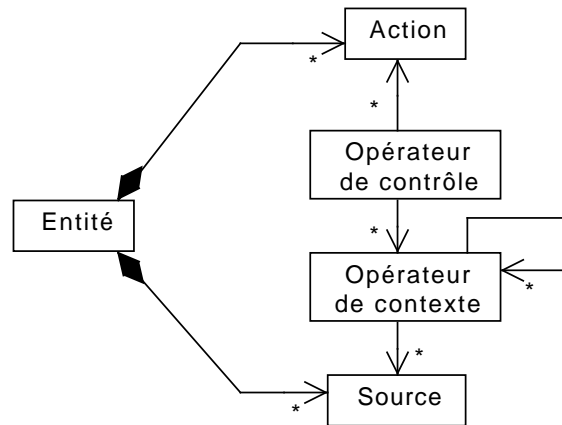 Action
*
*
Opérateur
de contrôle
Entité
*
Opérateur
de contexte
*
*
Source
*